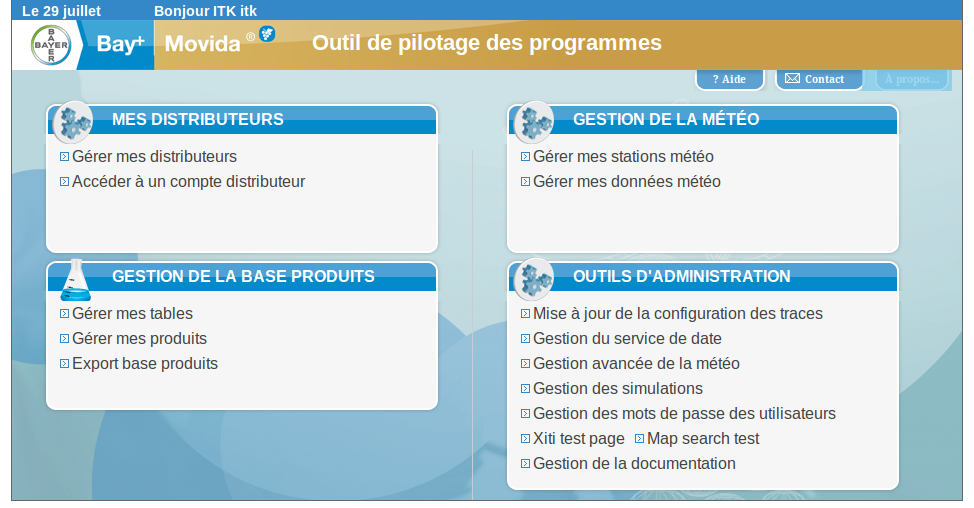 Le 29 juillet Bonjour ITK itk
BAYER
BAYER
Bay+ Movida ® Outil de pilotage des programmes
? Aide Contact À propos...
MES DISTRIBUTEURS
Gérer mes distributeurs
Accéder à un compte distributeur
GESTION DE LA MÉTÉO
Gérer mes stations météo
Gérer mes données météo
GESTION DE LA BASE PRODUITS
Gérer mes tables
Gérer mes produits
Export base produits
OUTILS D'ADMINISTRATION
Mise à jour de la configuration des traces
Gestion du service de date
Gestion avancée de la météo
Gestion des simulations
Gestion des mots de passe des utilisateurs
Xiti test page Map search test
Gestion de la documentation